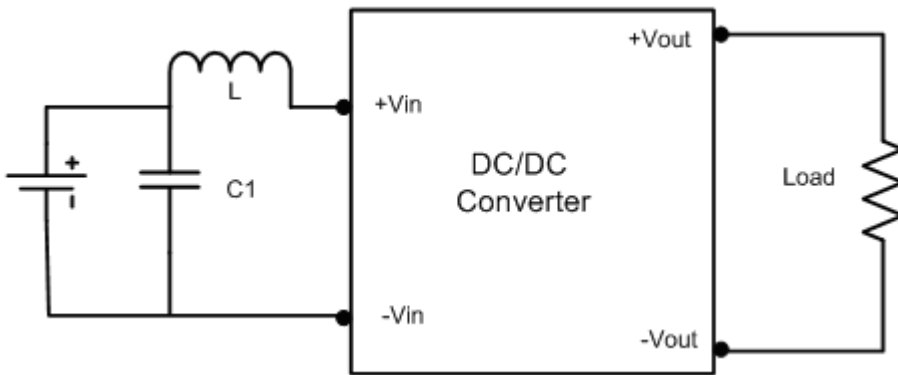 +Vout
L
+Vin
+
DC/DC
Converter
C1
Load
-
-Vin
-Vout